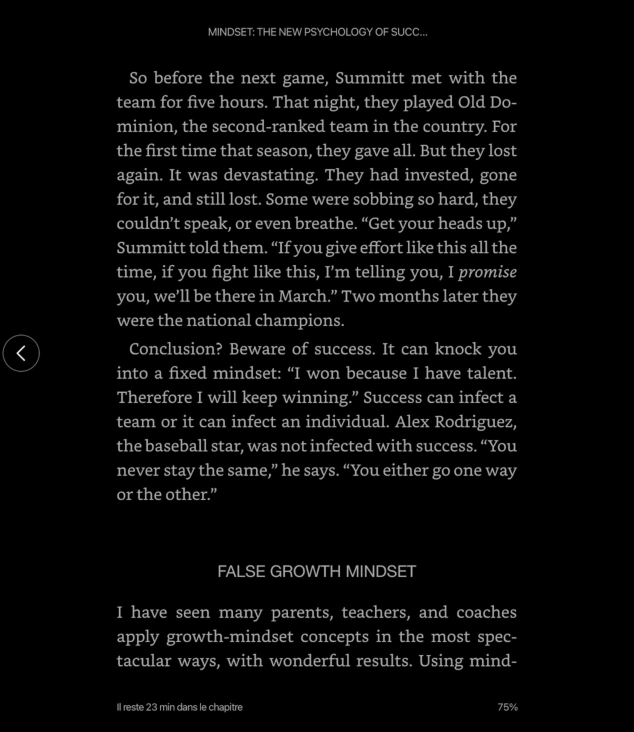 MINDSET: THE NEW PSYCHOLOGY OF SUCC...
So before the next game, Summitt met with the
team for five hours. That night, they played Old Do-
minion, the second-ranked team in the country. For
the first time that season, they gave all. But they lost
again. It was devastating. They had invested, gone
for it, and still lost. Some were sobbing so hard, they
couldn’t speak, or even breathe. “Get your heads up,”
Summitt told them. “If you give effort like this all the
time, if you fight like this, I’m telling you, I promise
you, we’ll be there in March.” Two months later they
were the national champions.
Conclusion? Beware of success. It can knock you
into a fixed mindset: “I won because I have talent.
Therefore I will keep winning.” Success can infect a
team or it can infect an individual. Alex Rodriguez,
the baseball star, was not infected with success. “You
never stay the same,” he says. “You either go one way
or the other.”
FALSE GROWTH MINDSET
I have seen many parents, teachers, and coaches
apply growth-mindset concepts in the most spec-
tacular ways, with wonderful results. Using mind-
Il reste 23 min dans le chapitre
75%